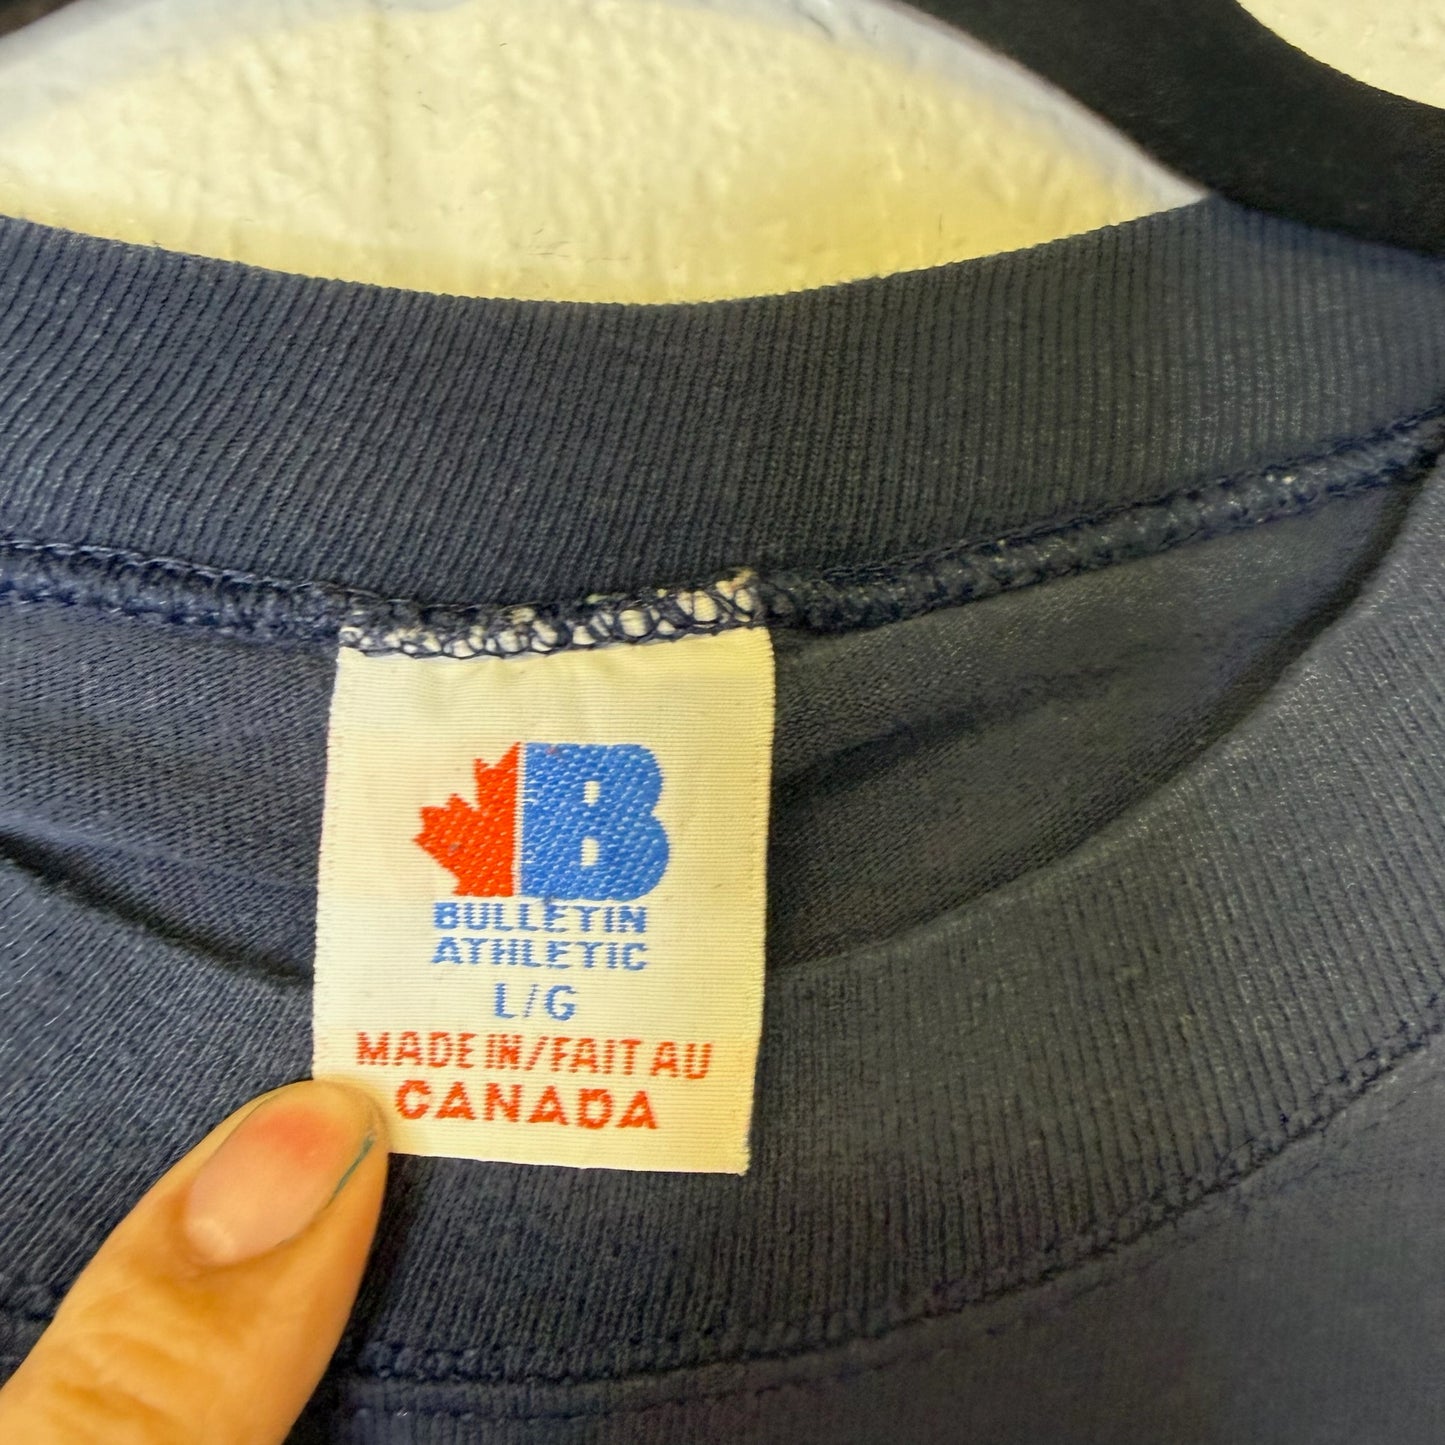 B
BULLETIN
ATHLETIC
L/G
MADE IN/FAIT AU
CANADA